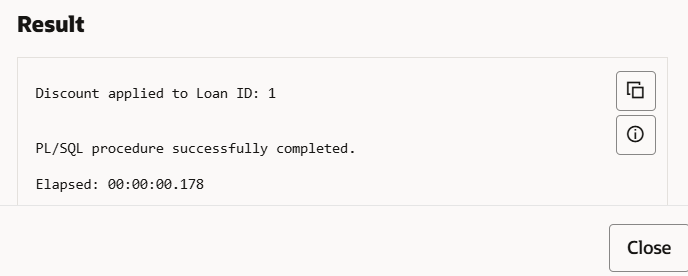 Result
Discount applied to Loan ID: 1
PL/SQL procedure successfully completed.
Elapsed: 00:00:00.178
Close